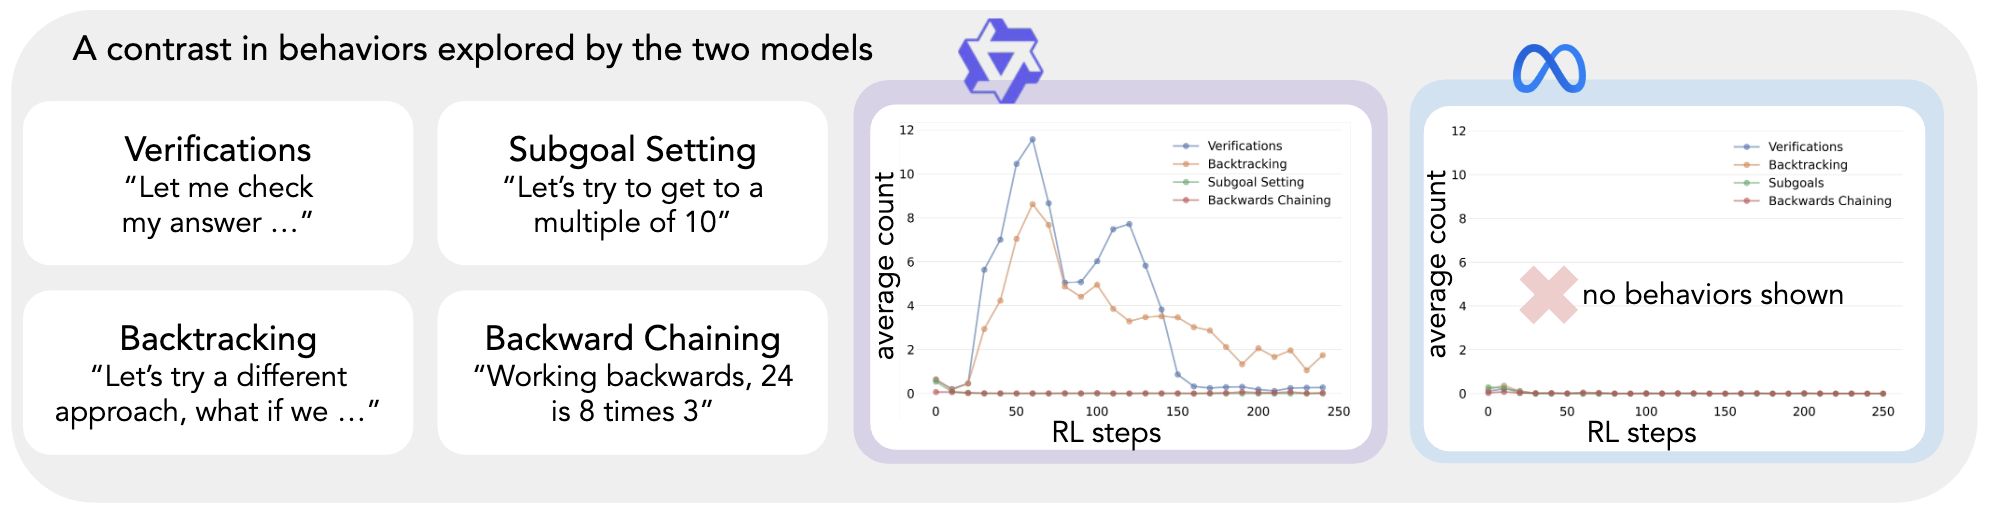 A contrast in behaviors explored by the two models
Verifications
“Let me check
my answer ...”
Subgoal Setting
“Let’s try to get to a
multiple of 10”
Backtracking
“Let’s try a different
approach, what if we ...”
Backward Chaining
“Working backwards, 24
is 8 times 3”
average count
12
10
8
6
4
2
0
Verifications
Backtracking
Subgoal Setting
Backwards Chaining
0 50 100 150 200 250
RL steps
average count
12
10
8
6
4
2
0
Verifications
Backtracking
Subgoals
Backwards Chaining
no behaviors shown
0 50 100 150 200 250
RL steps